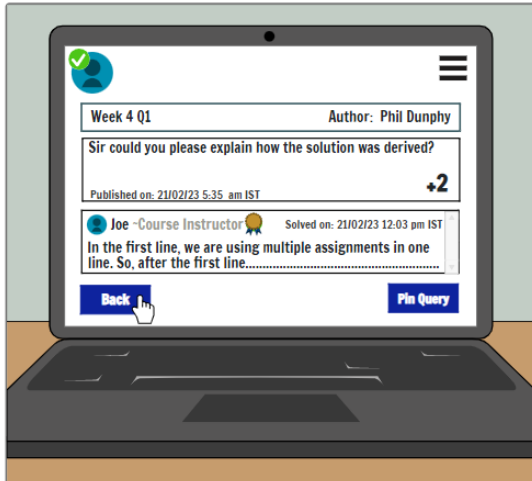 Week 4 Q1 Author: Phil Dunphy
Sir could you please explain how the solution was derived?
+2
Published on: 21/02/23 5:35 am IST
Joe -Course Instructor Solved on: 21/02/23 12:03 pm IST
In the first line, we are using multiple assignments in one
line. So, after the first line.......................................................
Back Pin Query